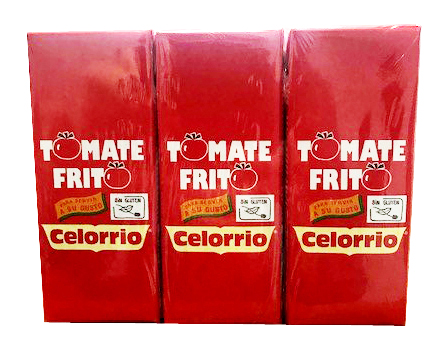 TOMATE
FRITO
PARA SERVIR
A SU GUSTO
SIN GLUTEN
Celorrio
TOMATE
FRITO
PARA SERVIR
A SU GUSTO
SIN GLUTEN
Celorrio
TOMATE
FRITO
PARA SERVIR
A SU GUSTO
SIN GLUTEN
Celorrio